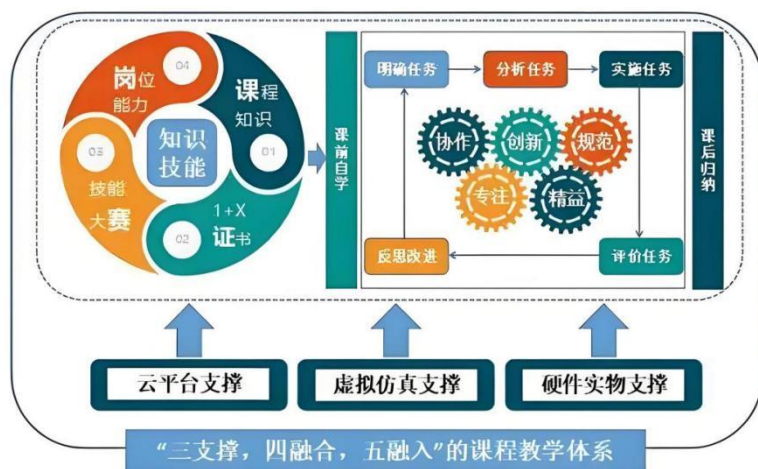 04
岗位
能力
课程
知识
01
知识
技能
03
技能
大赛
1+X
证书
02
课前自学
明确任务
分析任务
实施任务
协作
创新
规范
专注
精益
反思改进
评价任务
课后归纳
云平台支撑
虚拟仿真支撑
硬件实物支撑
“三支撑，四融合，五融入”的课程教学体系